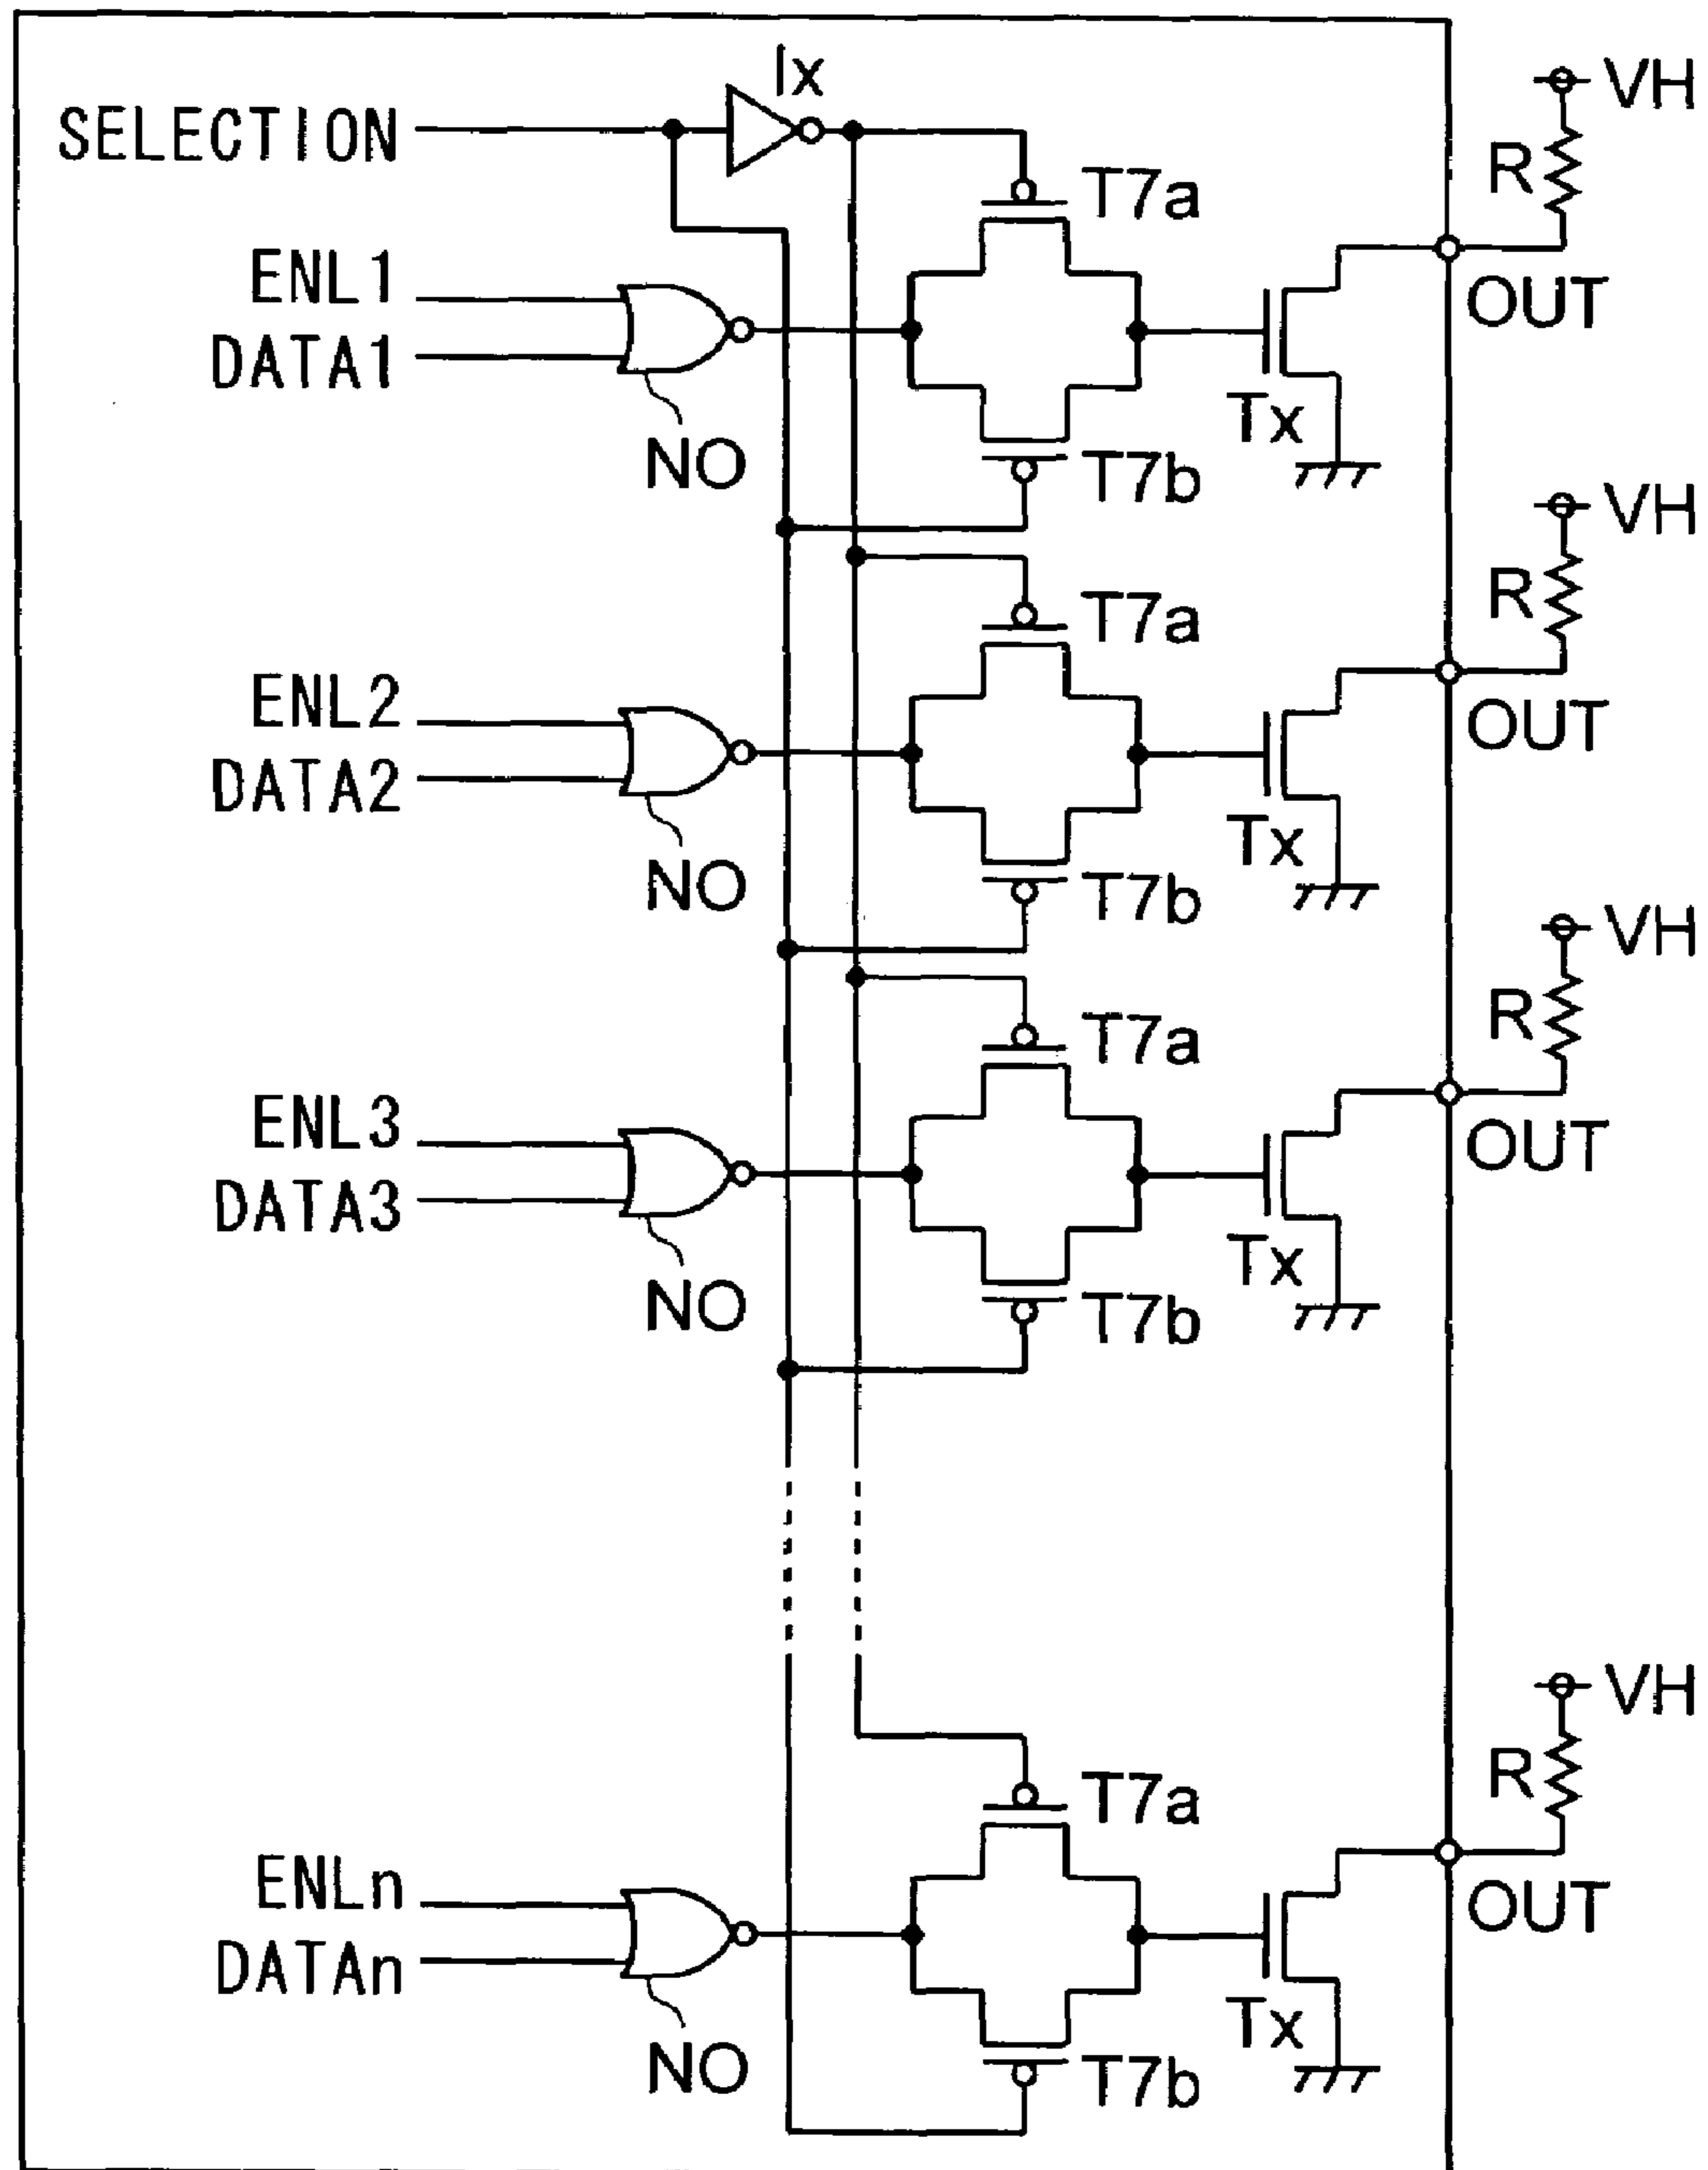 Ix
VH
SELECTION
R
T7a
ENL1
OUT
DATA1
Tx
NO
T7b
VH
R
T7a
ENL2
OUT
DATA2
Tx
NO
T7b
VH
R
T7a
ENL3
OUT
DATA3
Tx
NO
T7b
VH
R
T7a
ENLn
OUT
DATAn
Tx
NO
T7b